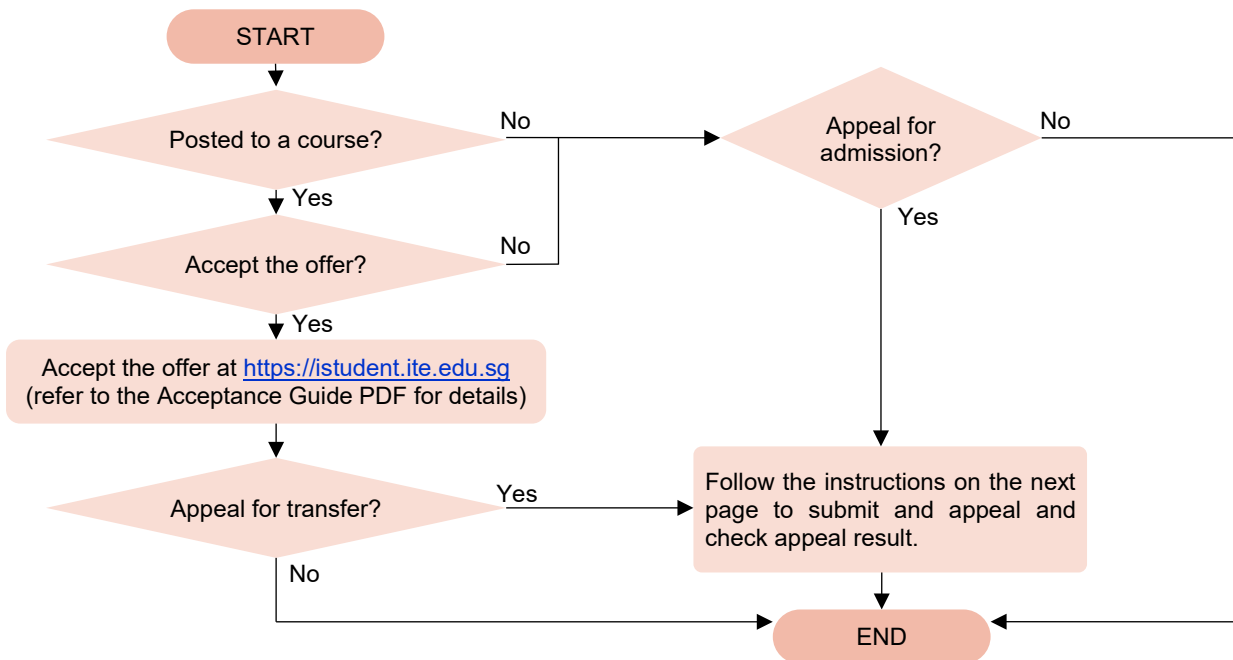 START
Posted to a course?
No
Yes
Accept the offer?
No
Yes
Accept the offer at https://istudent.ite.edu.sg
(refer to the Acceptance Guide PDF for details)
Appeal for transfer?
Yes
No
Appeal for
admission?
No
Yes
Follow the instructions on the next
page to submit and appeal and
check appeal result.
END